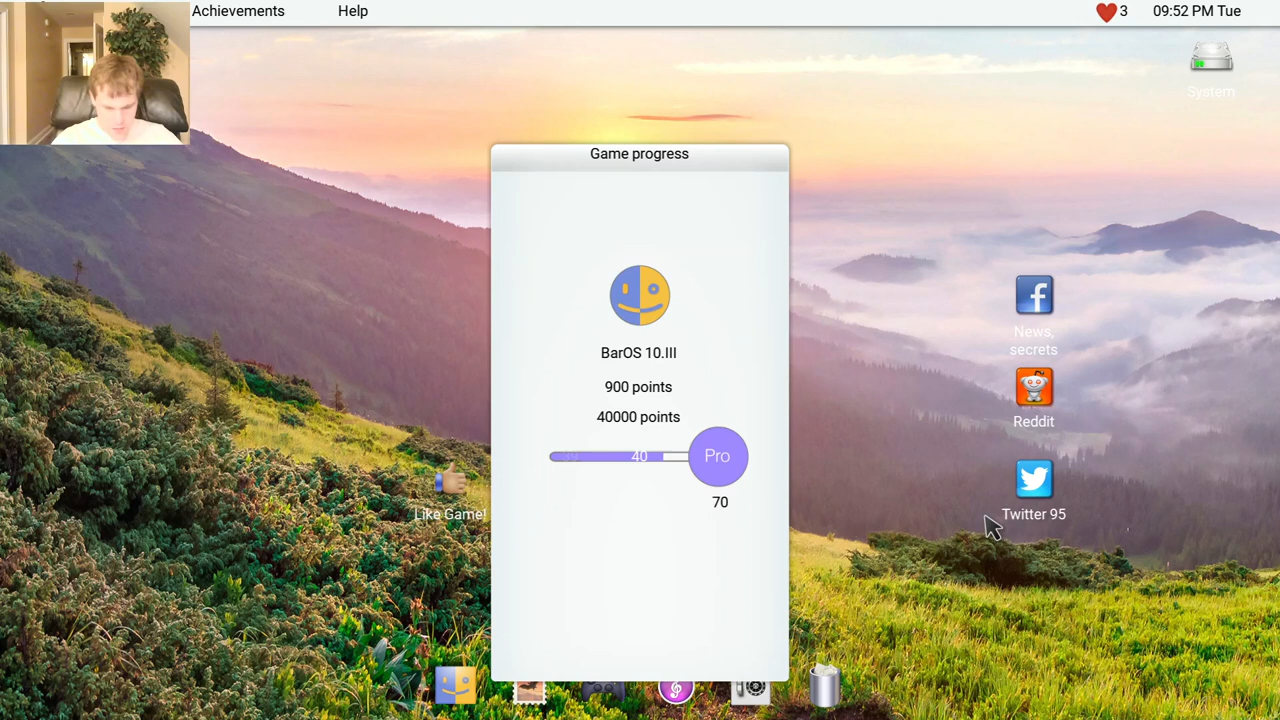 Achievements
Help
3
09:52 PM Tue
System
Game progress
BarOS 10.III
900 points
40000 points
40
Pro
70
Like Game!
News,
secrets
Reddit
Twitter 95